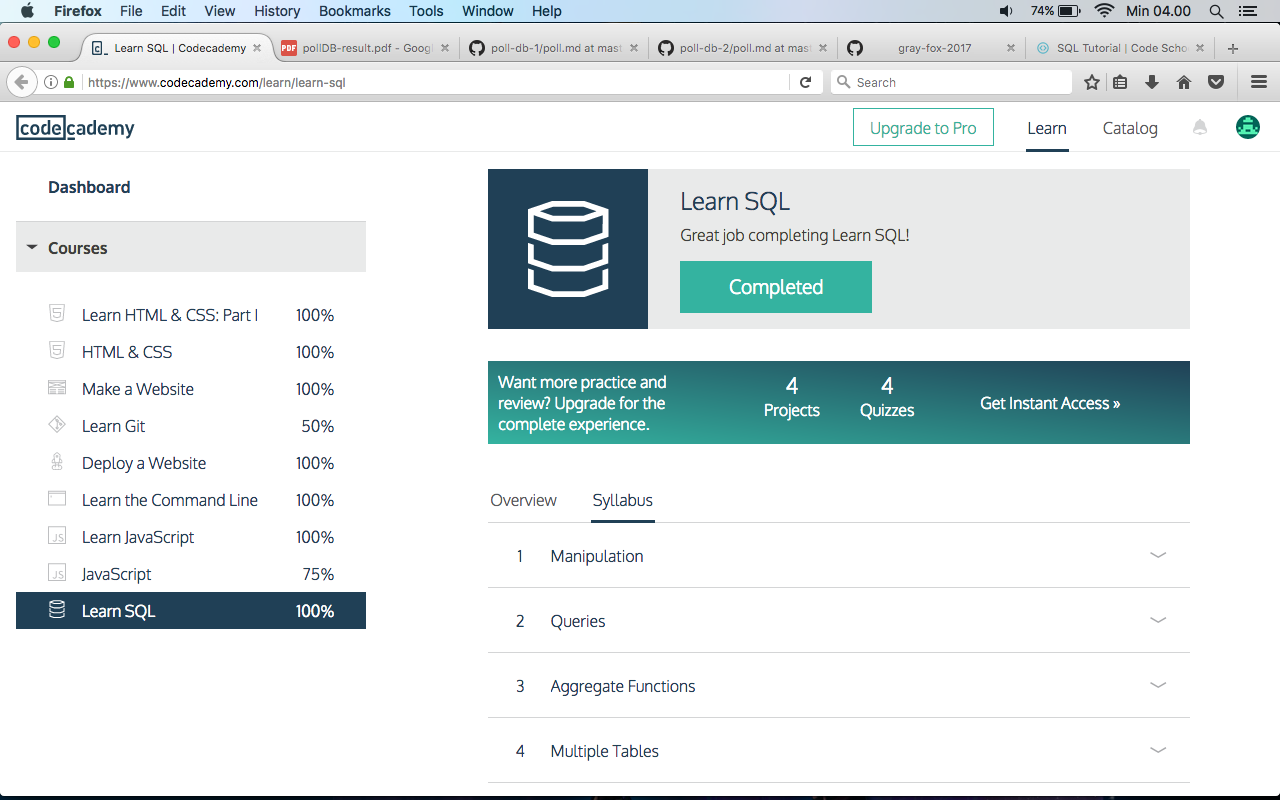 Firefox File Edit View History Bookmarks Tools Window Help 74% Min 04.00
Learn SQL | Codecademy PDF pollDB-result.pdf - Goog poll-db-1/poll.md at mast poll-db-2/poll.md at mast gray-fox-2017 SQL Tutorial | Code Scho
https://www.codecademy.com/learn/learn-sql Search
codecademy Upgrade to Pro Learn Catalog
Dashboard
Courses
Learn HTML & CSS: Part I 100%
HTML & CSS 100%
Make a Website 100%
Learn Git 50%
Deploy a Website 100%
Learn the Command Line 100%
JS Learn JavaScript 100%
JS JavaScript 75%
Learn SQL 100%
Learn SQL
Great job completing Learn SQL!
Completed
Want more practice and
review? Upgrade for the
complete experience.
4 Projects
4 Quizzes
Get Instant Access »
Overview Syllabus
1 Manipulation
2 Queries
3 Aggregate Functions
4 Multiple Tables